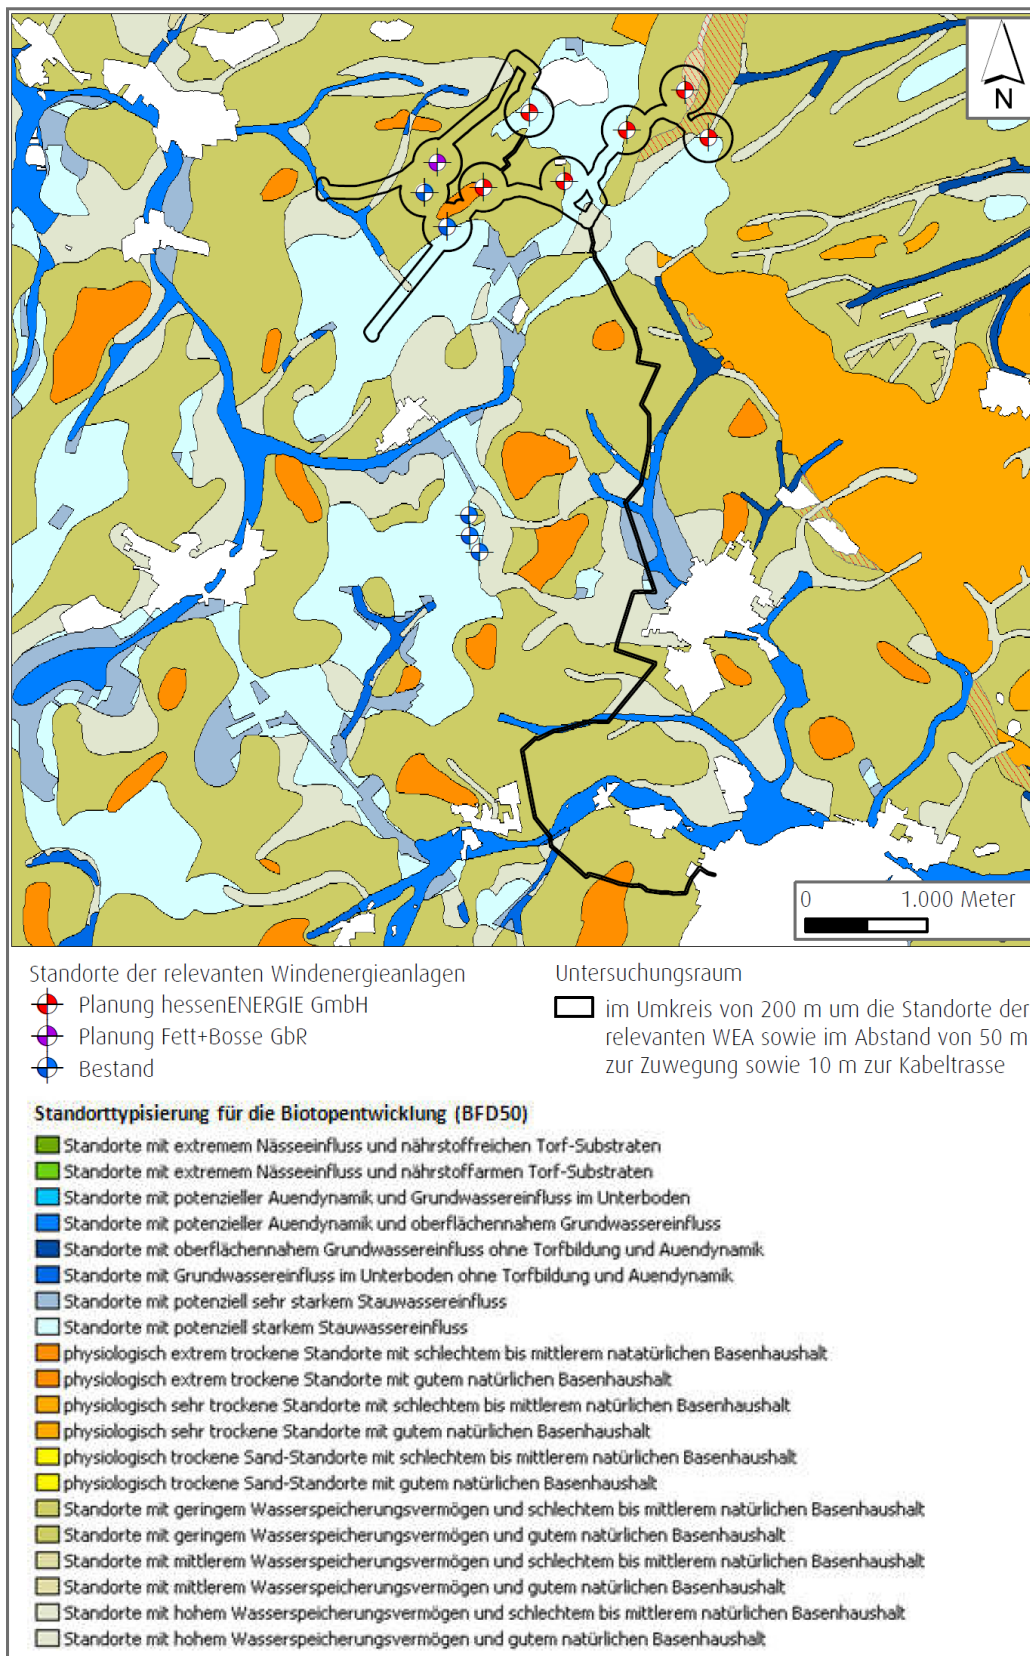 N
0 1.000 Meter
Standorte der relevanten Windenergieanlagen
Planung hessenENERGIE GmbH
Planung Fett+Bosse GbR
Bestand
Untersuchungsraum
im Umkreis von 200 m um die Standorte der
relevanten WEA sowie im Abstand von 50 m
zur Zuwegung sowie 10 m zur Kabeltrasse
Standorttypisierung für die Biotopentwicklung (BFD50)
Standorte mit extremem Nässeeinfluss und nährstoffreichen Torf-Substraten
Standorte mit extremem Nässeeinfluss und nährstoffarmen Torf-Substraten
Standorte mit potenzieller Auendynamik und Grundwassereinfluss im Unterboden
Standorte mit potenzieller Auendynamik und oberflächennahem Grundwassereinfluss
Standorte mit oberflächennahem Grundwassereinfluss ohne Torfbildung und Auendynamik
Standorte mit Grundwassereinfluss im Unterboden ohne Torfbildung und Auendynamik
Standorte mit potenziell sehr starkem Stauwassereinfluss
Standorte mit potenziell starkem Stauwassereinfluss
physiologisch extrem trockene Standorte mit schlechtem bis mittlerem natatürlichen Basenhaushalt
physiologisch extrem trockene Standorte mit gutem natürlichen Basenhaushalt
physiologisch sehr trockene Standorte mit schlechtem bis mittlerem natürlichen Basenhaushalt
physiologisch sehr trockene Standorte mit gutem natürlichen Basenhaushalt
physiologisch trockene Sand-Standorte mit schlechtem bis mittlerem natürlichen Basenhaushalt
physiologisch trockene Sand-Standorte mit gutem natürlichen Basenhaushalt
Standorte mit geringem Wasserspeicherungsvermögen und schlechtem bis mittlerem natürlichen Basenhaushalt
Standorte mit geringem Wasserspeicherungsvermögen und gutem natürlichen Basenhaushalt
Standorte mit mittlerem Wasserspeicherungsvermögen und schlechtem bis mittlerem natürlichen Basenhaushalt
Standorte mit mittlerem Wasserspeicherungsvermögen und gutem natürlichen Basenhaushalt
Standorte mit hohem Wasserspeicherungsvermögen und schlechtem bis mittlerem natürlichen Basenhaushalt
Standorte mit hohem Wasserspeicherungsvermögen und gutem natürlichen Basenhaushalt